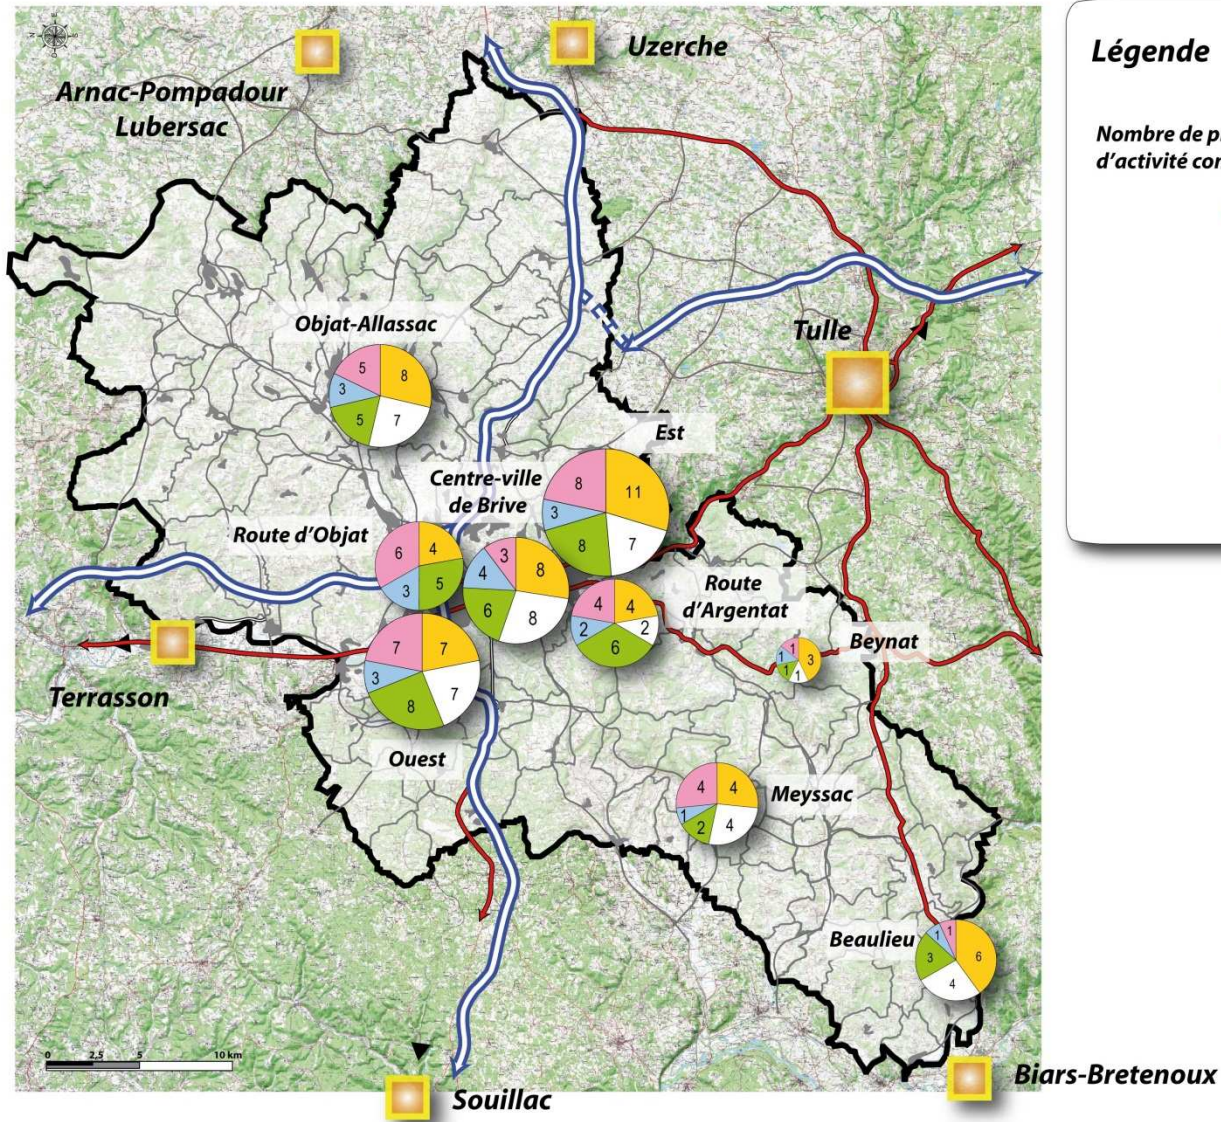 Uzerche
Arnac-Pompadour
Lubersac
Légende
Nombre de p
d'activité con
Objat-Allassac
5
8
3
5
7
Tulle
Est
8
11
3
8
7
Centre-ville
de Brive
3
4
8
6
8
Route d'Objat
6
4
3
5
Route
d'Argentat
4
4
2
2
6
Beynat
1
3
1
1
1
Terrasson
7
7
3
7
8
Ouest
Meyssac
4
4
1
2
4
Beaulieu
1
1
6
3
4
0
2,5
5
10 km
Souillac
Biars-Bretenoux